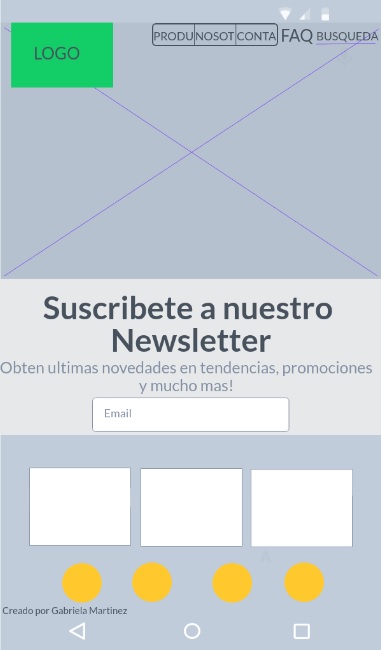 LOGO
PRODU NOSOT CONTA FAQ BUSQUEDA
Suscribete a nuestro
Newsletter
Obten ultimas novedades en tendencias, promociones
y mucho mas!
Email
Creado por Gabriela Martinez